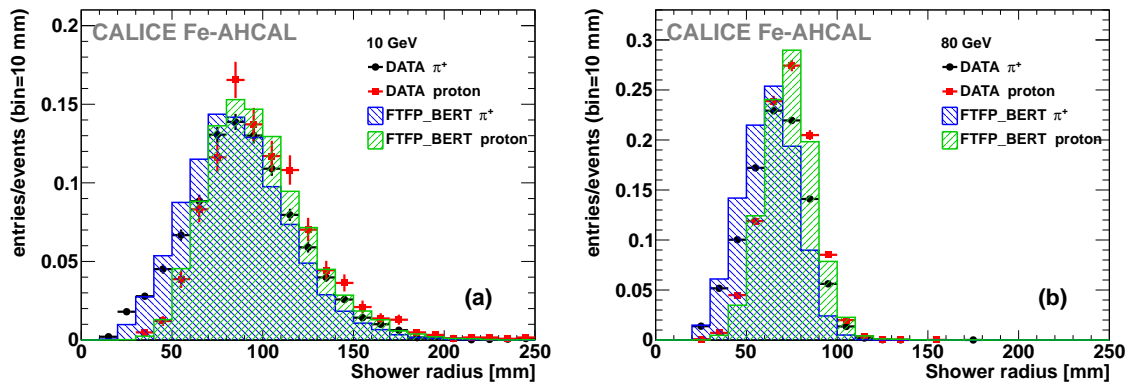 CALICE Fe-AHCAL
10 GeV
DATA π+
DATA proton
FTFP_BERT π+
FTFP_BERT proton
(a)
entries/events (bin=10 mm)
0.2
0.15
0.1
0.05
0
0 50 100 150 200 250
Shower radius [mm]
CALICE Fe-AHCAL
80 GeV
DATA π+
DATA proton
FTFP_BERT π+
FTFP_BERT proton
(b)
entries/events (bin=10 mm)
0.3
0.25
0.2
0.15
0.1
0.05
0
0 50 100 150 200 250
Shower radius [mm]